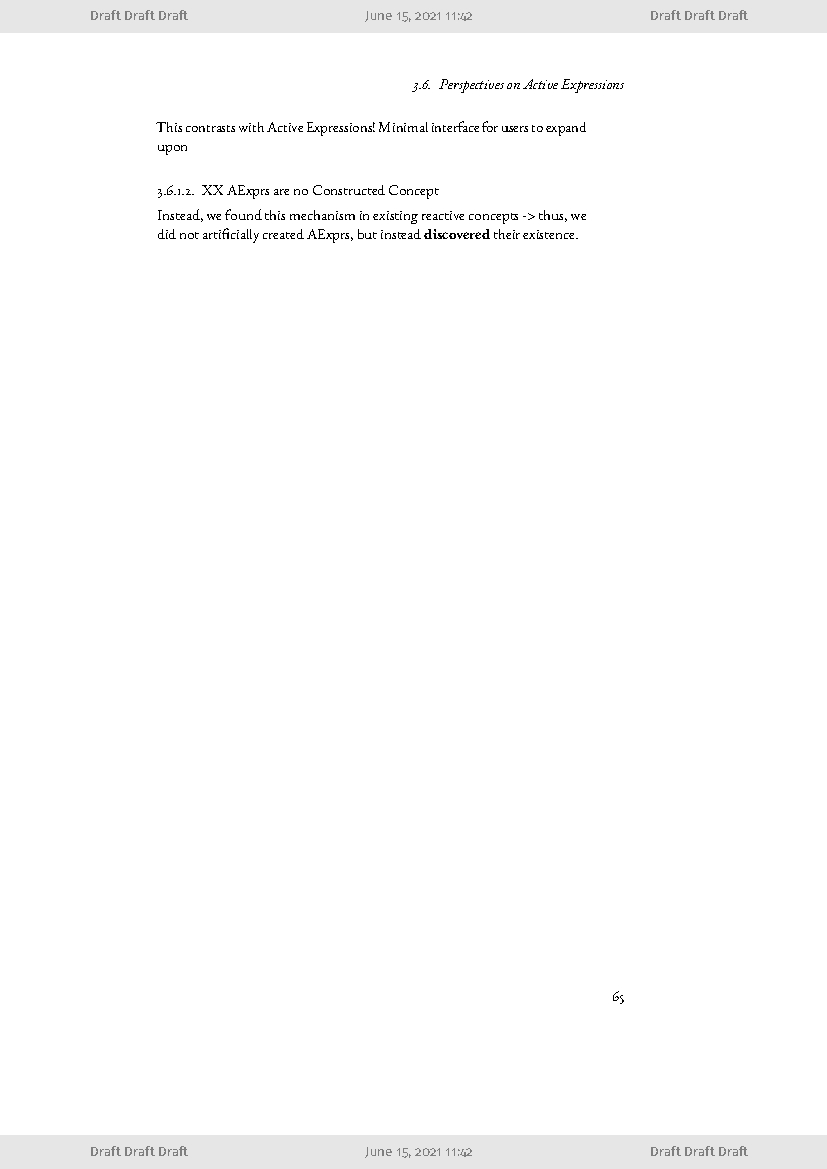 Draft Draft Draft June 15, 2021 11:42 Draft Draft Draft
3.6. Perspectives on Active Expressions
This contrasts with Active Expressions! Minimal interface for users to expand
upon
3.6.1.2. XX AExprs are no Constructed Concept
Instead, we found this mechanism in existing reactive concepts -> thus, we
did not artificially created AExprs, but instead discovered their existence.
65
Draft Draft Draft June 15, 2021 11:42 Draft Draft Draft